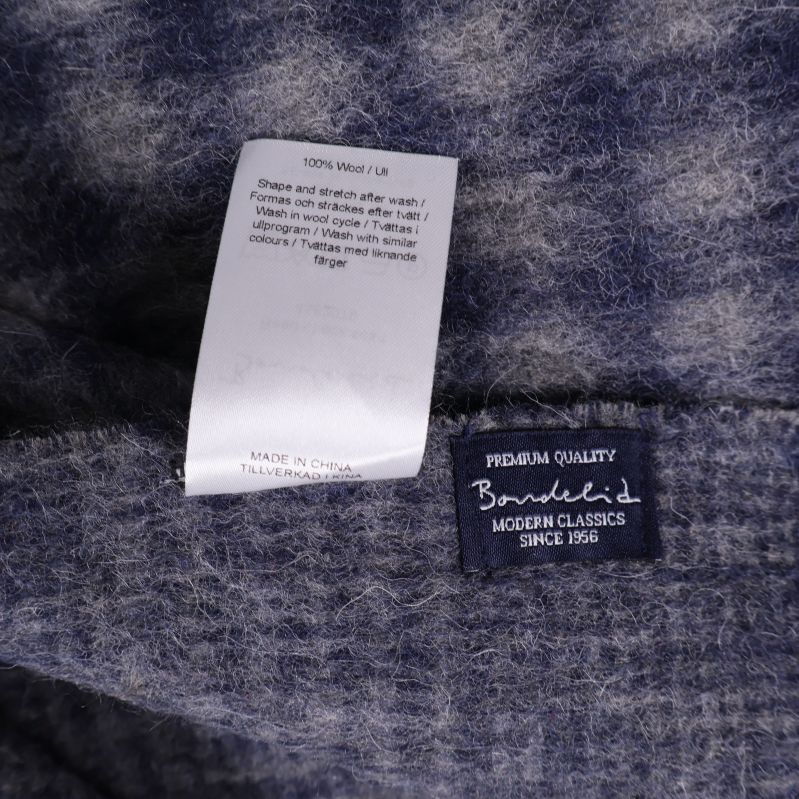 100% Wool / Ull
Shape and stretch after wash /
Formas och sträckes efter tvätt /
Wash in wool cycle / Tvättas i
ullprogram / Wash with similar
colours / Tvättas med liknande
färger
MADE IN CHINA
TILLVERKAD I KINA
PREMIUM QUALITY
Bondelid
MODERN CLASSICS
SINCE 1956